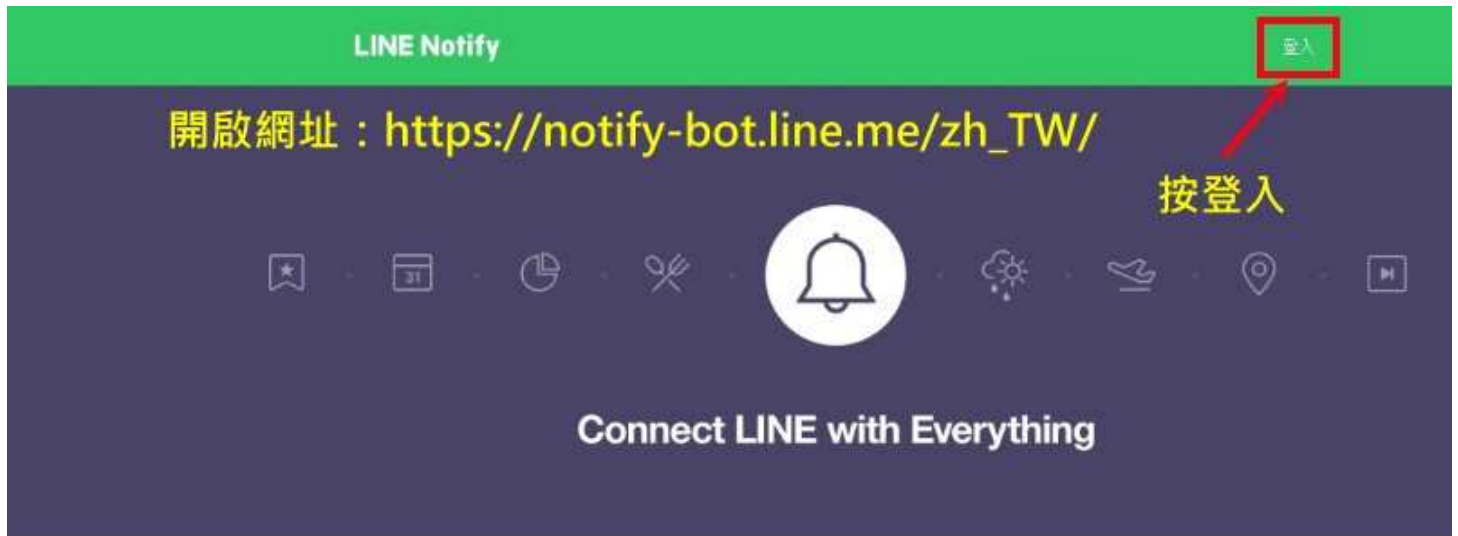 LINE Notify
登入
開啟網址：https://notify-bot.line.me/zh_TW/
按登入
31
Connect LINE with Everything